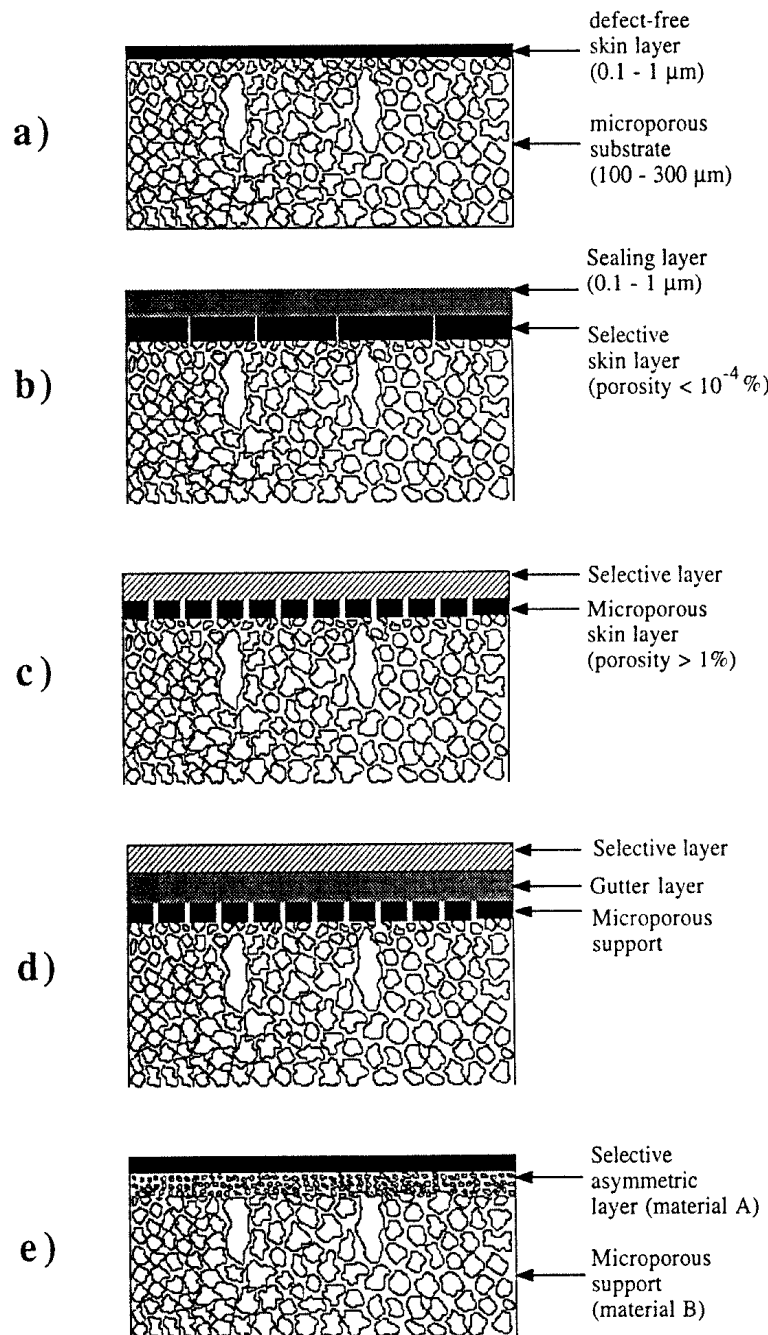 a)
defect-free
skin layer
(0.1 - 1 µm)
microporous
substrate
(100 - 300 µm)
b)
Sealing layer
(0.1 - 1 µm)
Selective
skin layer
(porosity < 10⁻⁴ %)
c)
Selective layer
Microporous
skin layer
(porosity > 1%)
d)
Selective layer
Gutter layer
Microporous
support
e)
Selective
asymmetric
layer (material A)
Microporous
support
(material B)